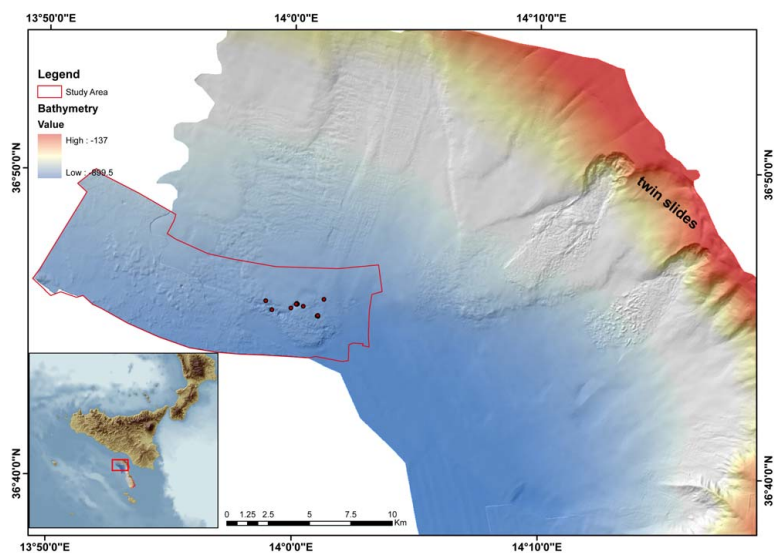 13°50'0"E 14°0'0"E 14°10'0"E
Legend
Study Area
Bathymetry
Value
High : -137
Low : -699.5
36°50'0"N
36°50'0"N
twin slides
36°40'0"N
36°40'0"N
0 1.25 2.5 5 7.5 10
Km
13°50'0"E 14°0'0"E 14°10'0"E